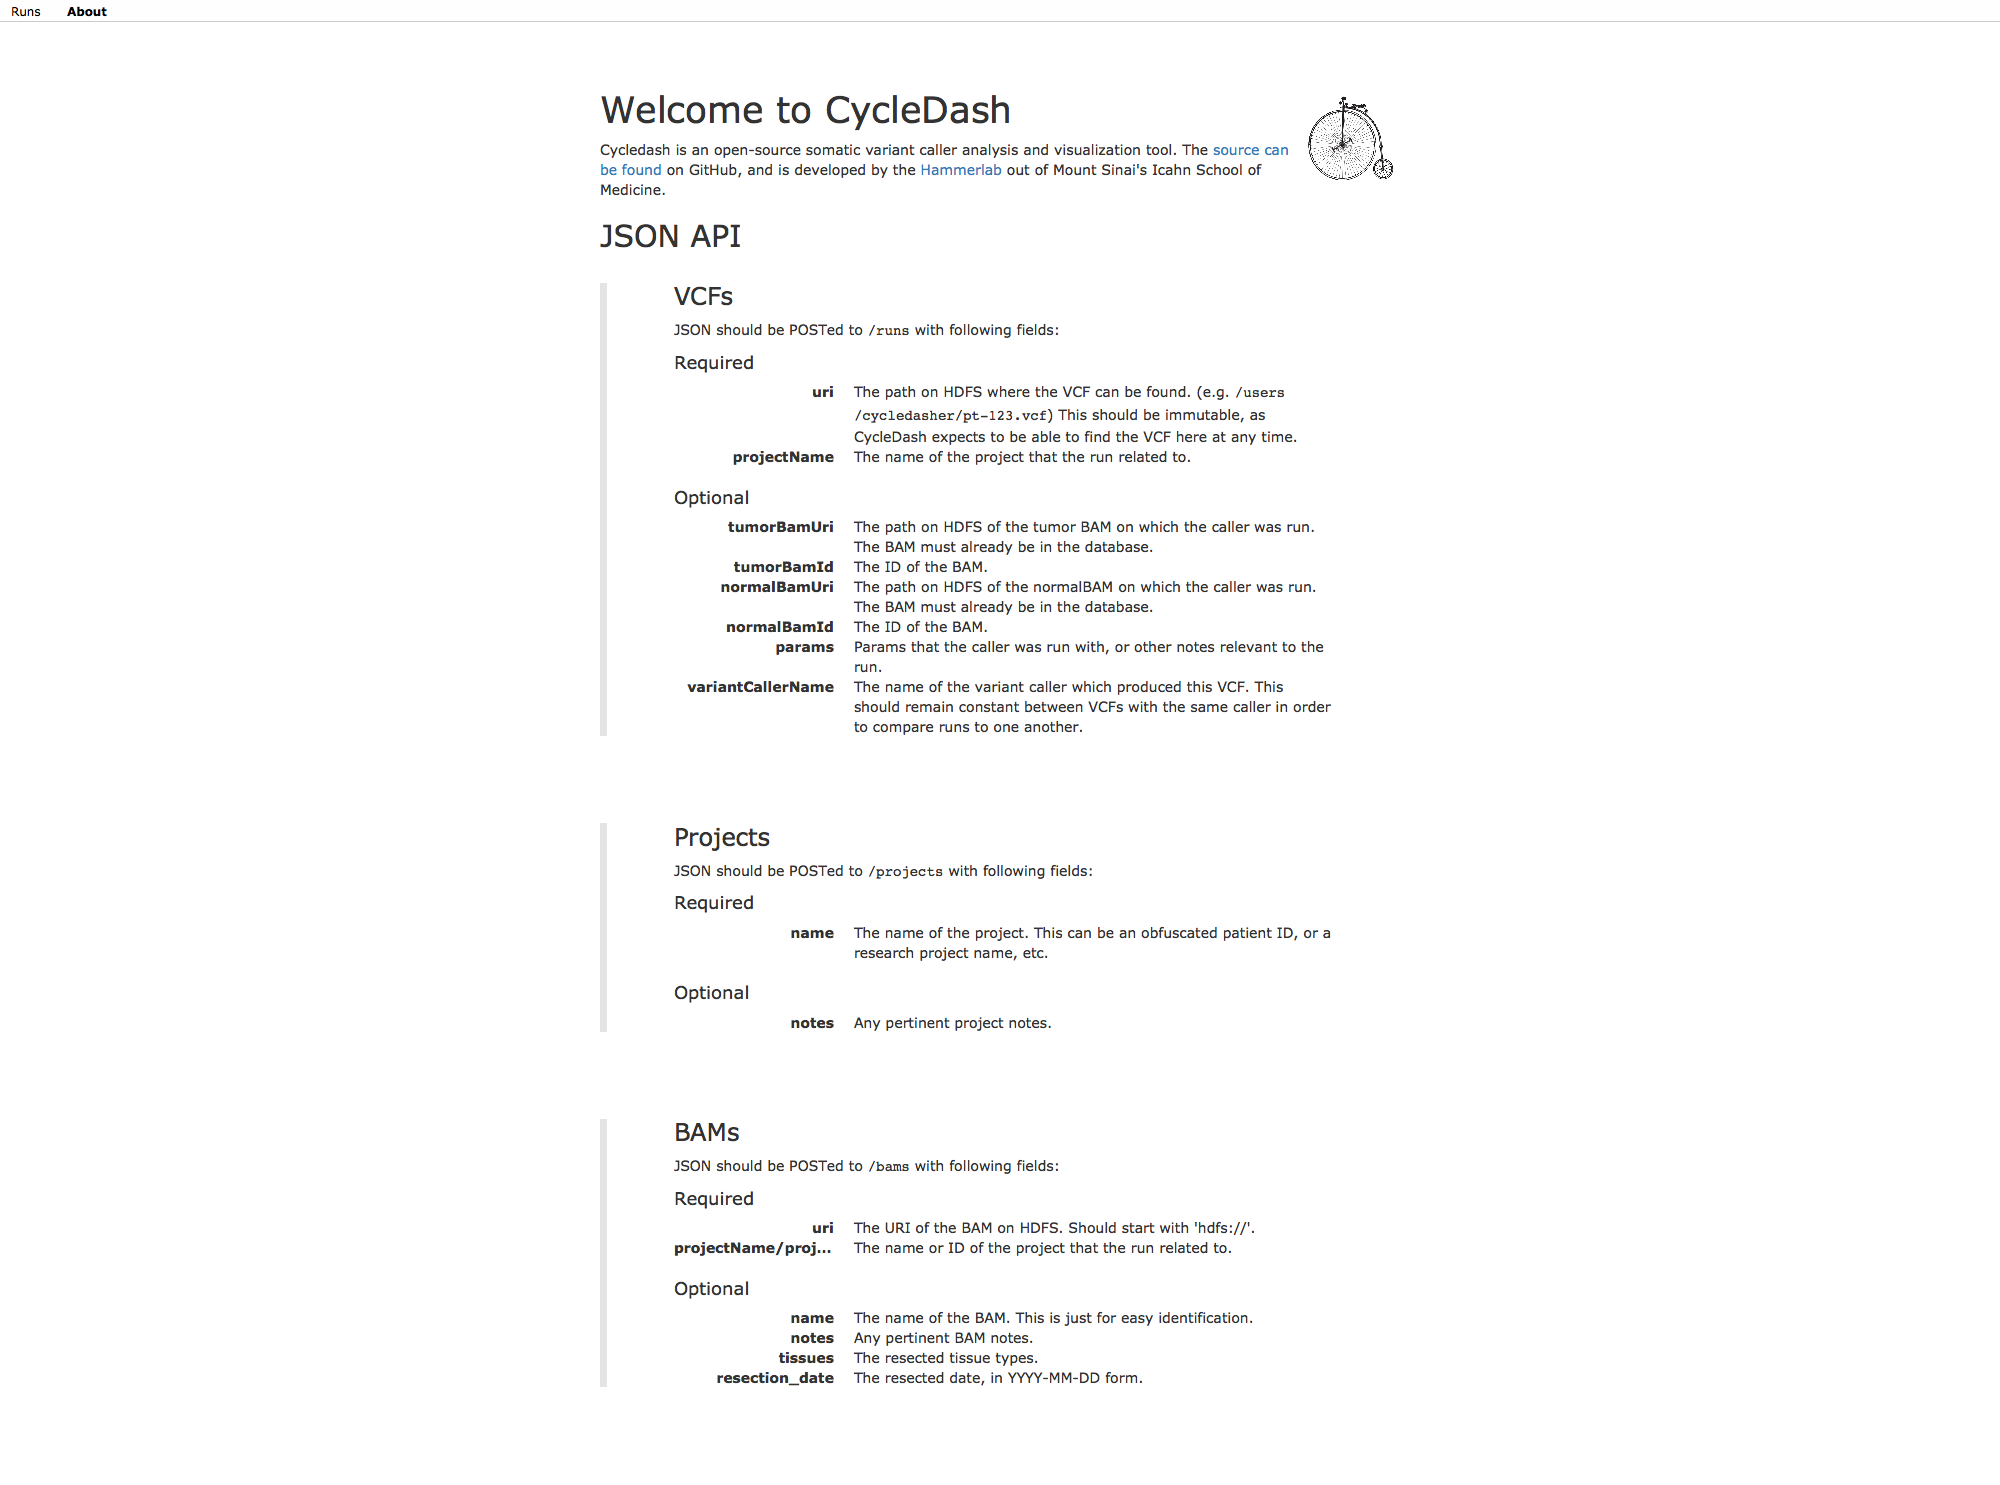 Runs About
Welcome to CycleDash
Cycledash is an open-source somatic variant caller analysis and visualization tool. The source can
be found on GitHub, and is developed by the Hammerlab out of Mount Sinai's Icahn School of
Medicine.
JSON API
VCFs
JSON should be POSTed to /runs with following fields:
Required
uri The path on HDFS where the VCF can be found. (e.g. /users
/cycledasher/pt-123.vcf) This should be immutable, as
CycleDash expects to be able to find the VCF here at any time.
projectName The name of the project that the run related to.
Optional
tumorBamUri The path on HDFS of the tumor BAM on which the caller was run.
The BAM must already be in the database.
tumorBamId The ID of the BAM.
normalBamUri The path on HDFS of the normalBAM on which the caller was run.
The BAM must already be in the database.
normalBamId The ID of the BAM.
params Params that the caller was run with, or other notes relevant to the
run.
variantCallerName The name of the variant caller which produced this VCF. This
should remain constant between VCFs with the same caller in order
to compare runs to one another.
Projects
JSON should be POSTed to /projects with following fields:
Required
name The name of the project. This can be an obfuscated patient ID, or a
research project name, etc.
Optional
notes Any pertinent project notes.
BAMs
JSON should be POSTed to /bams with following fields:
Required
uri The URI of the BAM on HDFS. Should start with 'hdfs://'.
projectName/proj... The name or ID of the project that the run related to.
Optional
name The name of the BAM. This is just for easy identification.
notes Any pertinent BAM notes.
tissues The resected tissue types.
resection_date The resected date, in YYYY-MM-DD form.